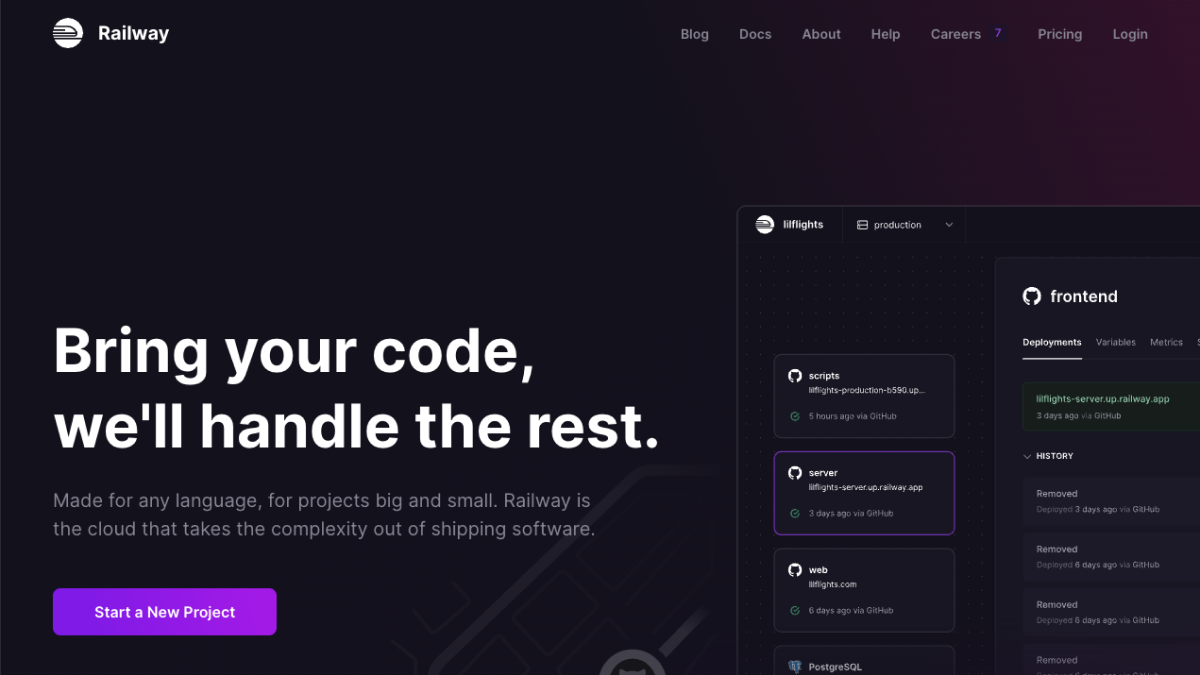 Railway
Blog Docs About Help Careers 7 Pricing Login
Bring your code,
we'll handle the rest.
Made for any language, for projects big and small. Railway is
the cloud that takes the complexity out of shipping software.
Start a New Project
lilflights
production
scripts
lilflights-production-b590.up...
5 hours ago via GitHub
server
lilflights-server.up.railway.app
3 days ago via GitHub
web
lilflights.com
6 days ago via GitHub
PostgreSQL
frontend
Deployments Variables Metrics
lilflights-server.up.railway.app
3 days ago via GitHub
HISTORY
Removed
Deployed 3 days ago via GitHub
Removed
Deployed 6 days ago via GitHub
Removed
Deployed 6 days ago via GitHub
Removed